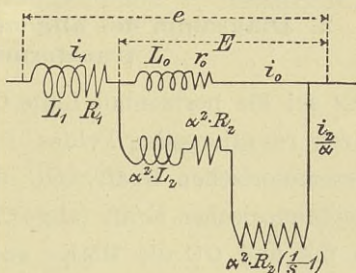 e
E
i₁ L₀ r₀ i₀
L₁ R₁
α²·R₂ i₂/α
α²·L₂
α²·R₂(1/s-1)